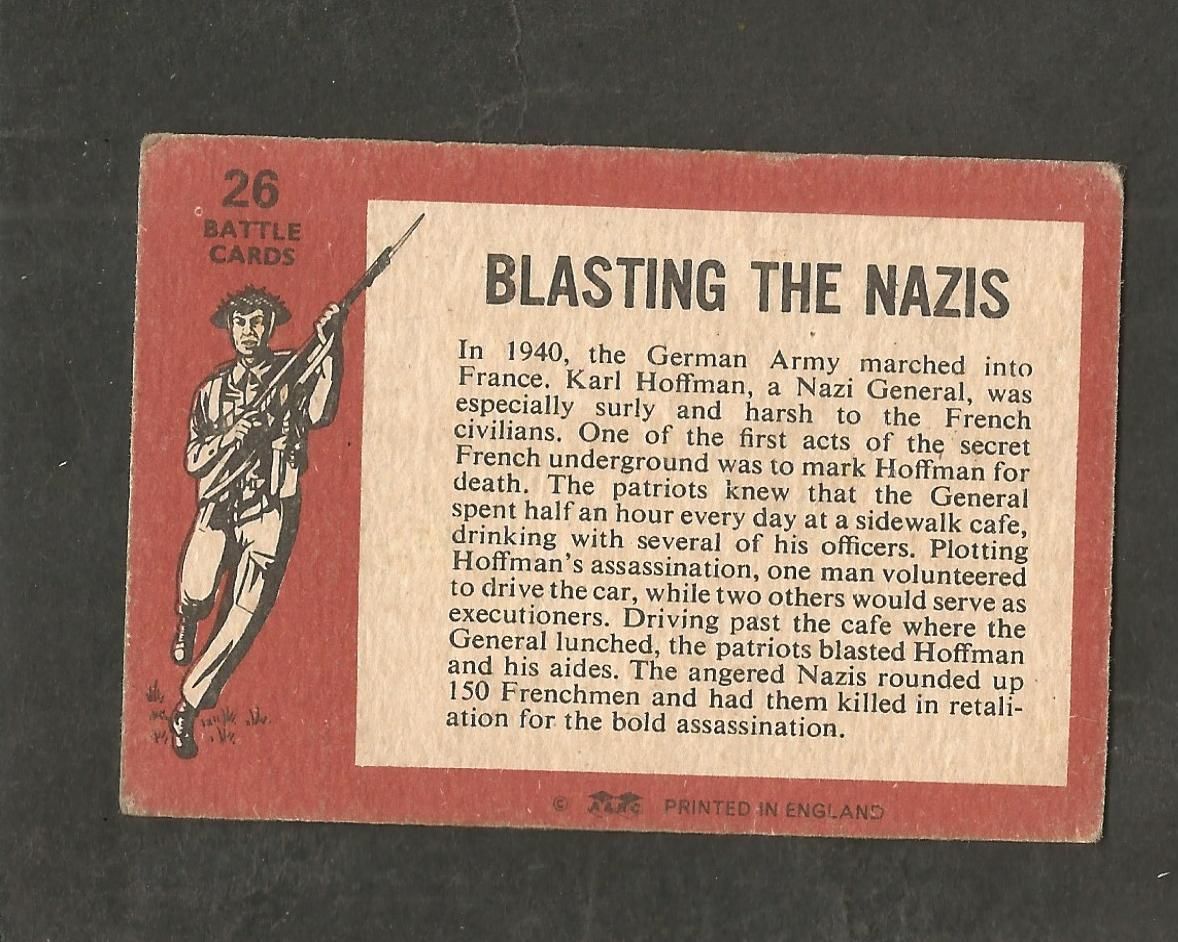 26
BATTLE
CARDS
BLASTING THE NAZIS
In 1940, the German Army marched into
France. Karl Hoffman, a Nazi General, was
especially surly and harsh to the French
civilians. One of the first acts of the secret
French underground was to mark Hoffman for
death. The patriots knew that the General
spent half an hour every day at a sidewalk cafe,
drinking with several of his officers. Plotting
Hoffman's assassination, one man volunteered
to drive the car, while two others would serve as
executioners. Driving past the cafe where the
General lunched, the patriots blasted Hoffman
and his aides. The angered Nazis rounded up
150 Frenchmen and had them killed in retali-
ation for the bold assassination.
© A&BC PRINTED IN ENGLAND